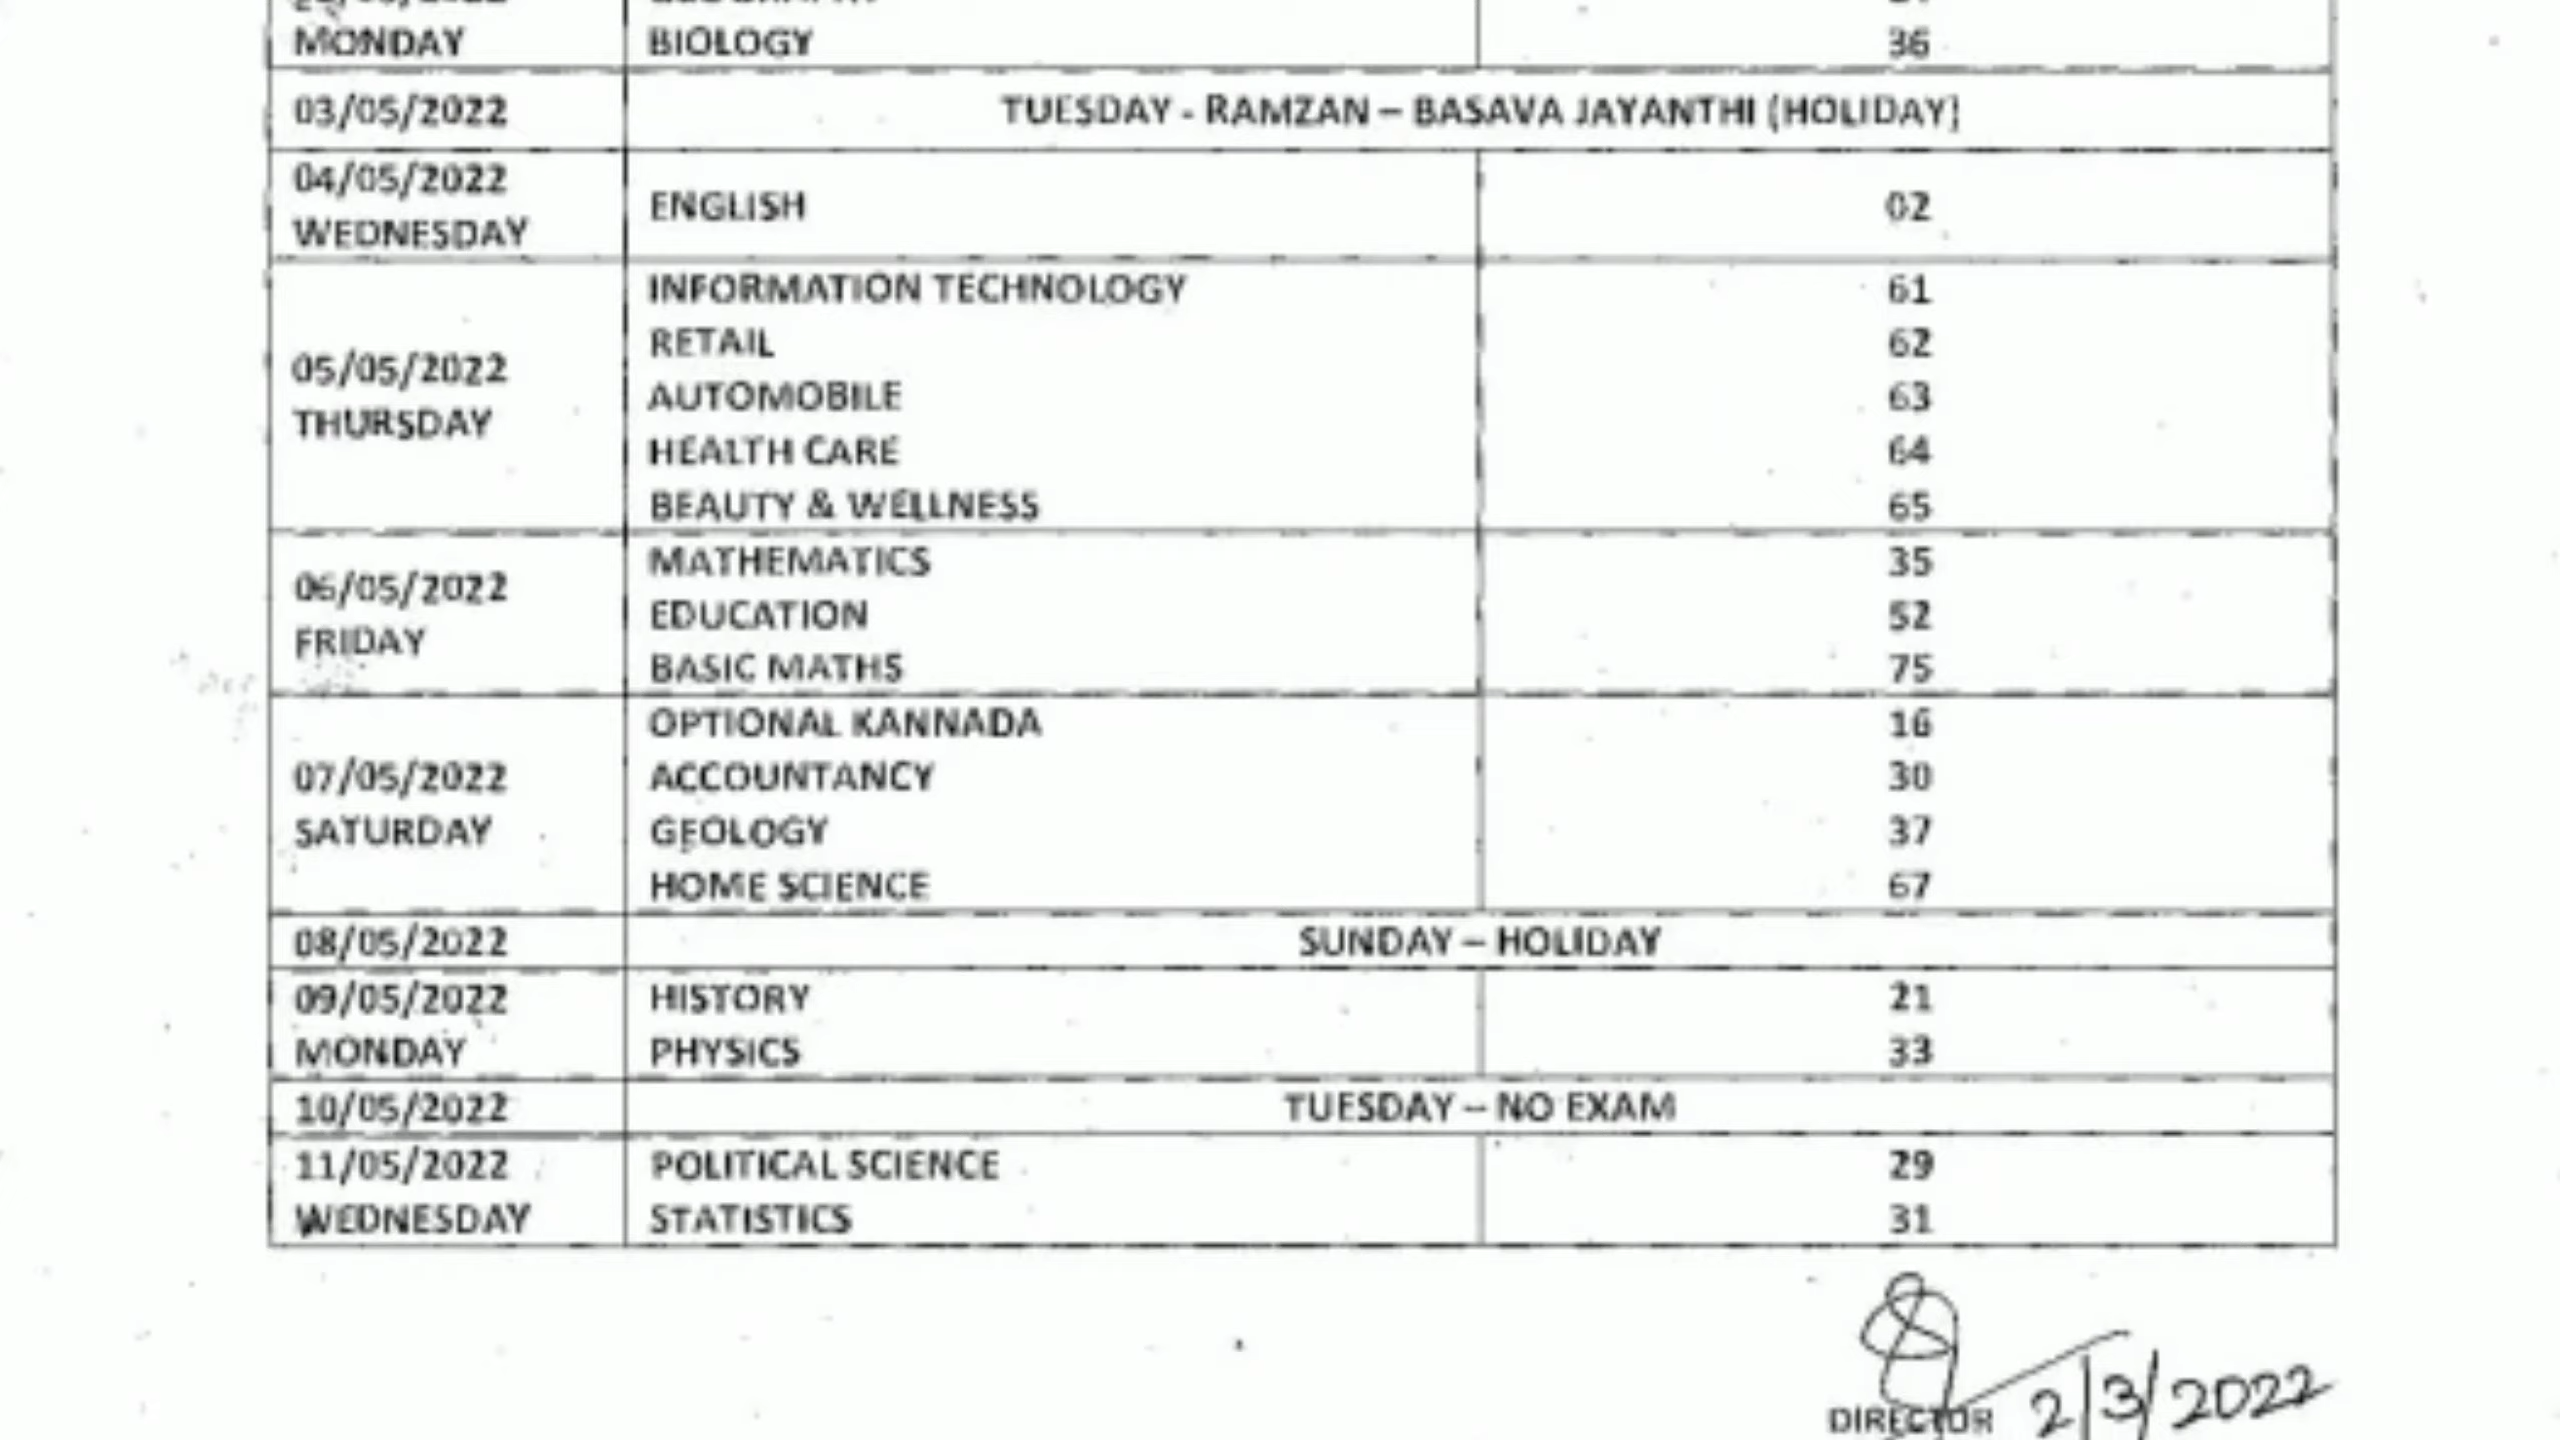 MONDAY BIOLOGY 36
03/05/2022 TUESDAY - RAMZAN – BASAVA JAYANTHI (HOLIDAY)
04/05/2022
WEDNESDAY
ENGLISH 02
05/05/2022
THURSDAY
INFORMATION TECHNOLOGY 61
RETAIL 62
AUTOMOBILE 63
HEALTH CARE 64
BEAUTY & WELLNESS 65
06/05/2022
FRIDAY
MATHEMATICS 35
EDUCATION 52
BASIC MATHS 75
07/05/2022
SATURDAY
OPTIONAL KANNADA 16
ACCOUNTANCY 30
GEOLOGY 37
HOME SCIENCE 67
08/05/2022 SUNDAY – HOLIDAY
09/05/2022 HISTORY 21
MONDAY PHYSICS 33
10/05/2022 TUESDAY – NO EXAM
11/05/2022 POLITICAL SCIENCE 29
WEDNESDAY STATISTICS 31
DIRECTOR 2/3/2022